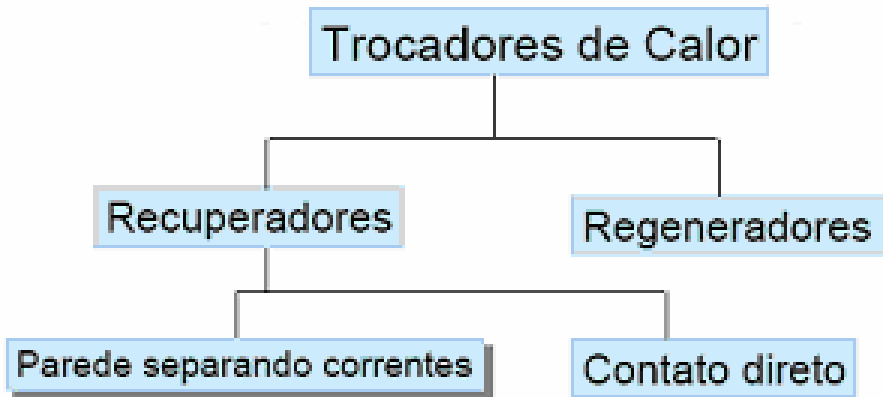 Trocadores de Calor
Recuperadores
Regeneradores
Parede separando correntes
Contato direto